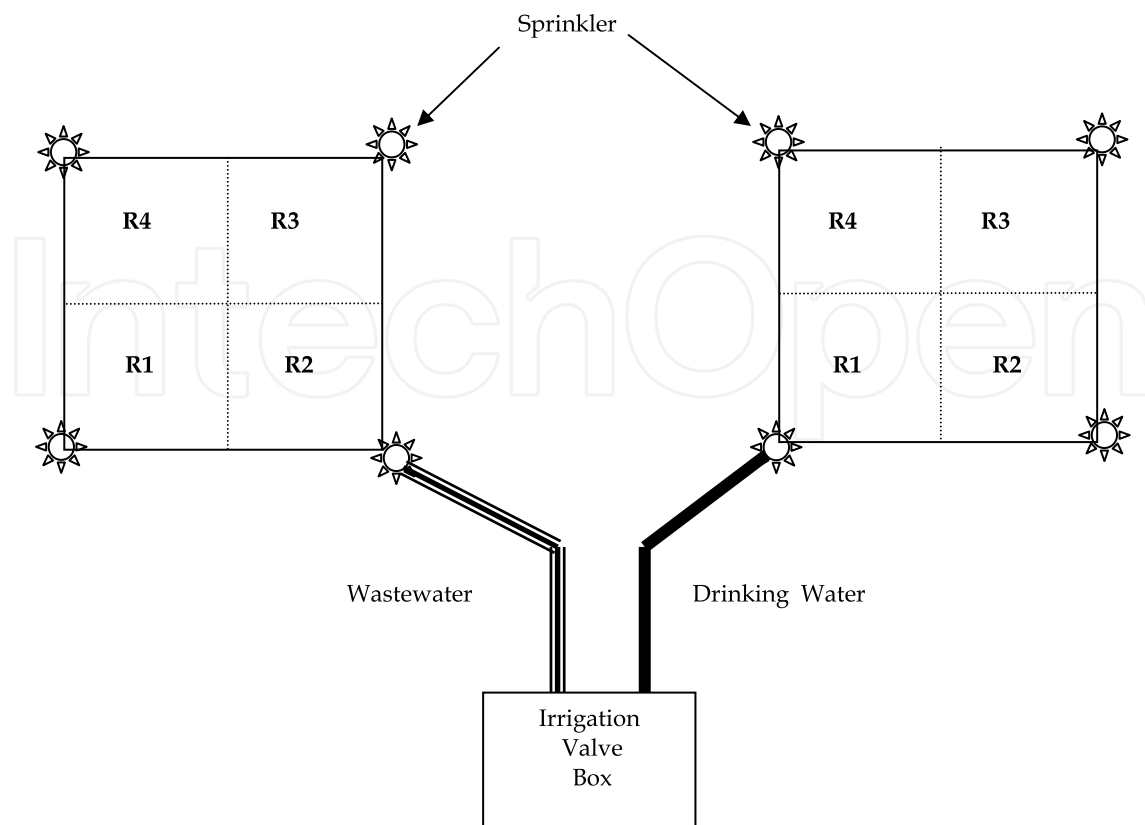 Sprinkler
R4 R3
R1 R2
R4 R3
R1 R2
Wastewater
Drinking Water
Irrigation
Valve
Box
IntechOpen